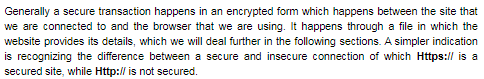 Generally a secure transaction happens in an encrypted form which happens between the site that
we are connected to and the browser that we are using. It happens through a file in which the
website provides its details, which we will deal further in the following sections. A simpler indication
is recognizing the difference between a secure and insecure connection of which Https:// is a
secured site, while Http:// is not secured.